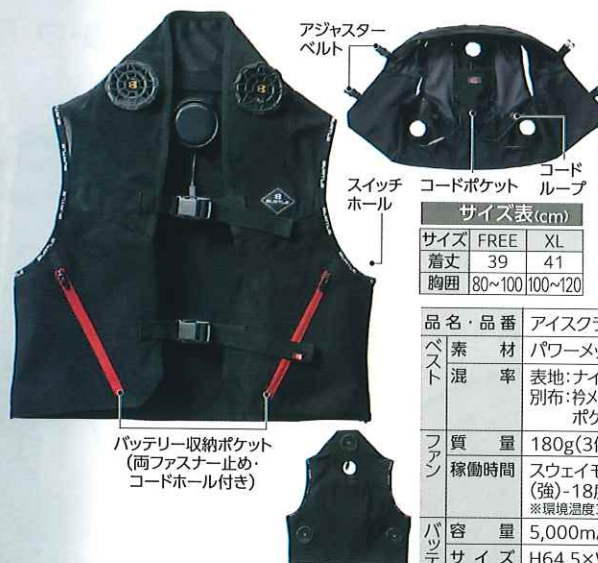 アジャスター
ベルト
スイッチ
ホール
コードポケット
コード
ループ
サイズ表(cm)
サイズ FREE XL
着丈 39 41
胸囲 80~100 100~120
バッテリー収納ポケット
(両ファスナー止め・
コードホール付き)
品名・品番 アイスクラ
ベスト 素材 パワーメッ
混率 表地:ナイ
別布:衿メ
ポケ
ファン 質量 180g(3個
稼働時間 スウェイモ
(強)-18度
※環境温度3
バッテ 容量 5,000mA
サイズ H64.5×W